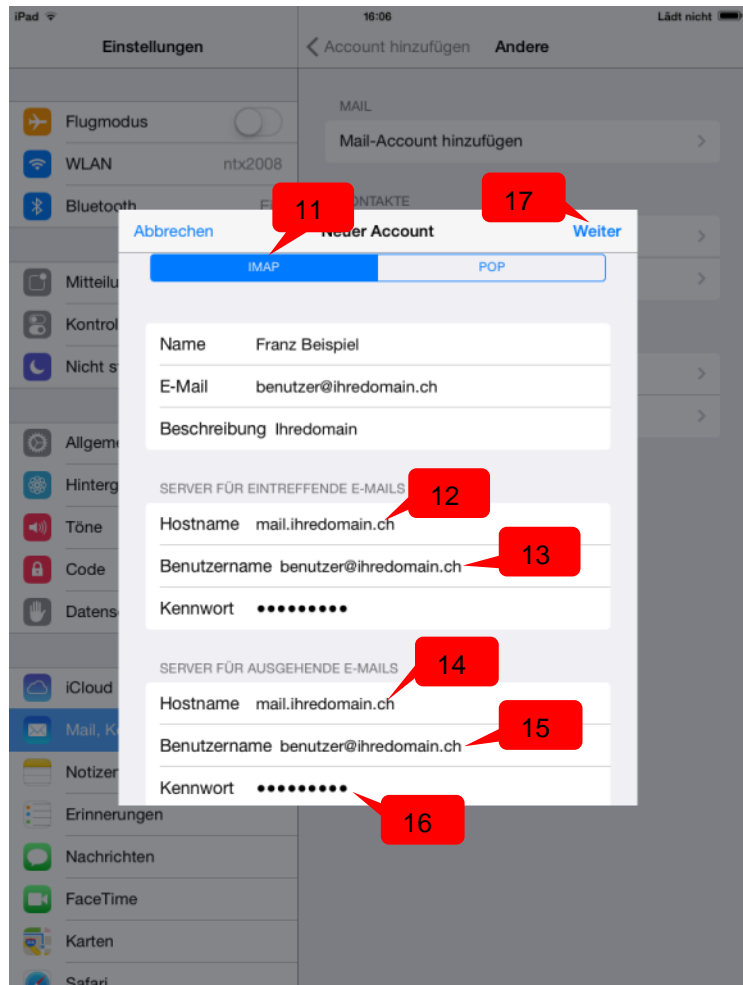 iPad 16:06 Lädt nicht
Einstellungen
Account hinzufügen Andere
MAIL
Flugmodus
Mail-Account hinzufügen
WLAN ntx2008
Bluetooth
11
17
Abbrechen Neuer Account Weiter
IMAP POP
Mitteilu
Kontrol
Name Franz Beispiel
Nicht s
E-Mail benutzer@ihredomain.ch
Beschreibung Ihredomain
Allgeme
Hinterg
SERVER FÜR EINTREFFENDE E-MAILS
12
Hostname mail.ihredomain.ch
Töne
13
Benutzername benutzer@ihredomain.ch
Code
Kennwort •••••••••
Datens
SERVER FÜR AUSGEHENDE E-MAILS
14
iCloud
Hostname mail.ihredomain.ch
15
Mail, K
Benutzername benutzer@ihredomain.ch
Notizen
Kennwort •••••••••
16
Erinnerungen
Nachrichten
FaceTime
Karten
Safari